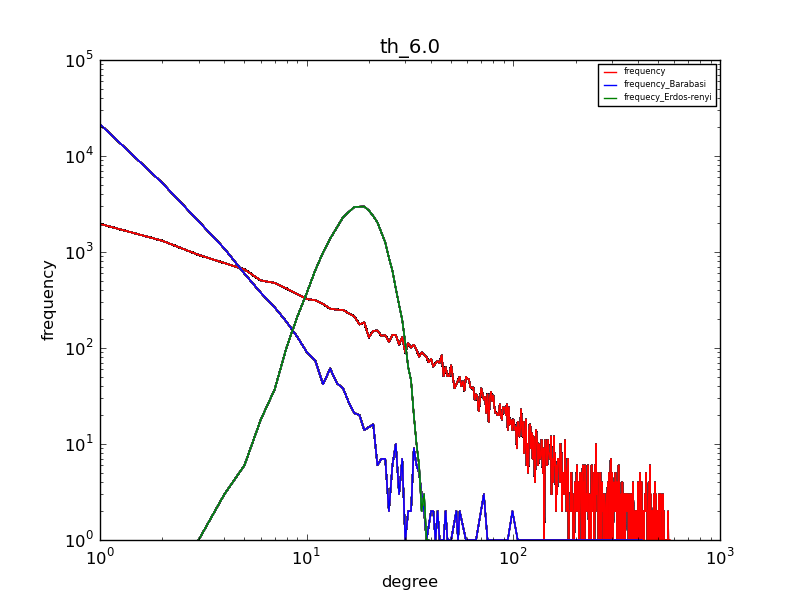 th_6.0
10^5
10^4
10^3
10^2
10^1
10^0
frequency
frequency
frequency_Barabasi
frequecy_Erdos-renyi
10^0 10^1 10^2 10^3
degree